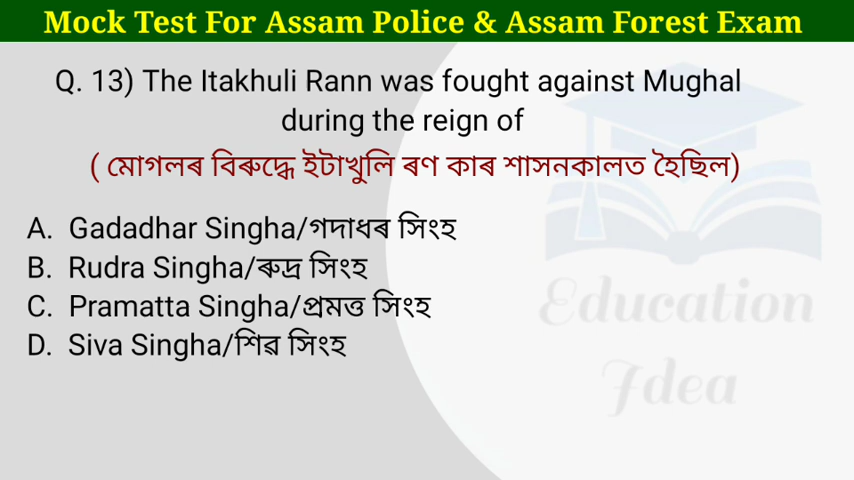 Mock Test For Assam Police & Assam Forest Exam
Q. 13) The Itakhuli Rann was fought against Mughal
during the reign of
( মোগলৰ বিৰুদ্ধে ইটাখুলি ৰণ কাৰ শাসনকালত হৈছিল)
A. Gadadhar Singha/গদাধৰ সিংহ
B. Rudra Singha/ৰুদ্ৰ সিংহ
C. Pramatta Singha/প্ৰমত্ত সিংহ
D. Siva Singha/শিৱ সিংহ
Education
Idea